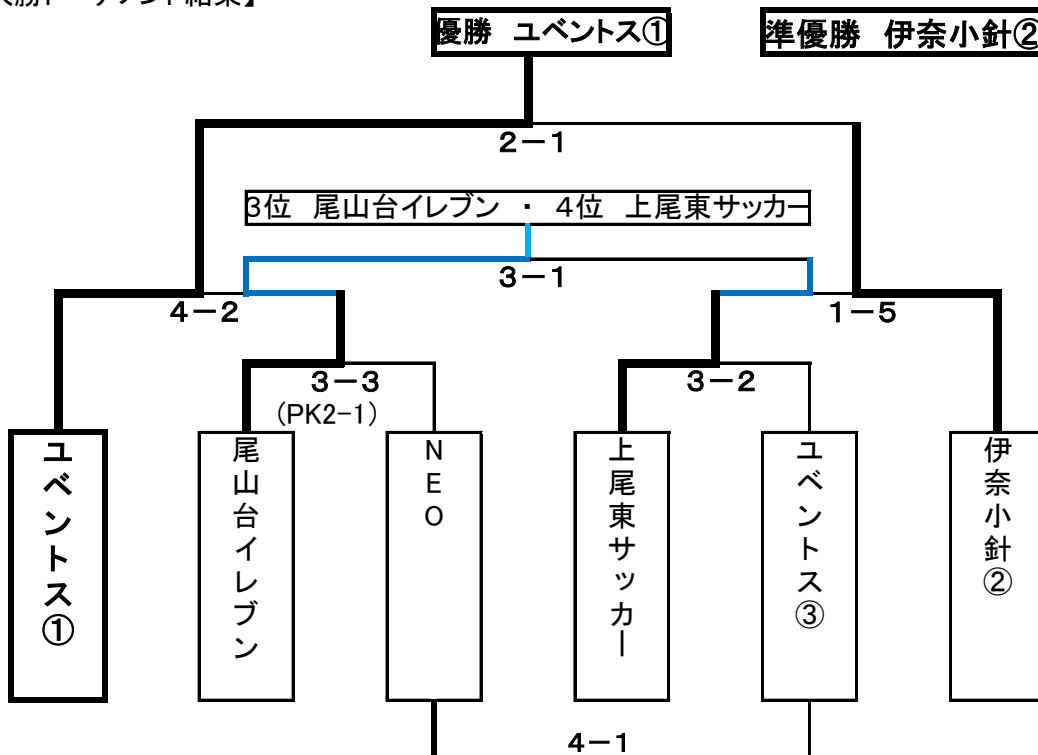 優勝 ユベントス①
準優勝 伊奈小針②
2－1
3位 尾山台イレブン ・ 4位 上尾東サッカー
3－1
4－2
1－5
3－3
(PK2-1)
3－2
ユベントス①
尾山台イレブン
NEO
上尾東サッカー
ユベントス③
伊奈小針②
4－1